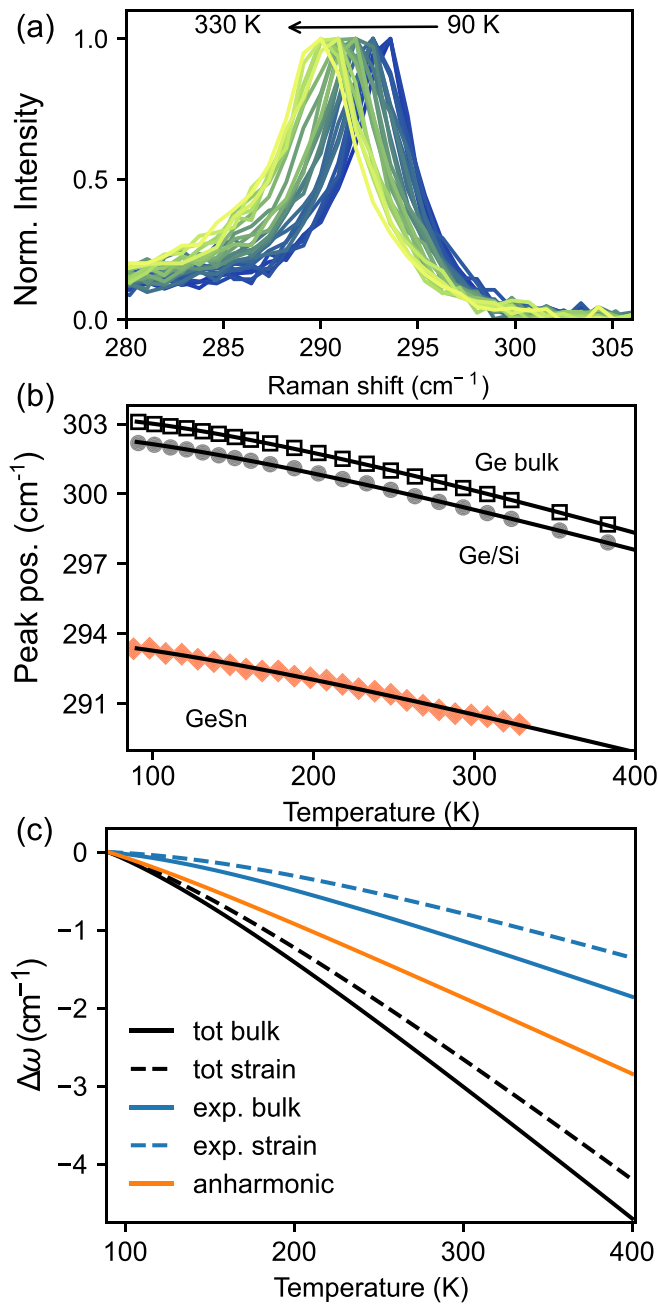 (a)
330 K
90 K
1.0
0.5
0.0
Norm. Intensity
280
285
290
295
300
305
Raman shift (cm⁻¹)
(b)
303
300
297
294
291
Peak pos. (cm⁻¹)
Ge bulk
Ge/Si
GeSn
100
200
300
400
Temperature (K)
(c)
0
−1
−2
−3
−4
Δω (cm⁻¹)
tot bulk
tot strain
exp. bulk
exp. strain
anharmonic
100
200
300
400
Temperature (K)